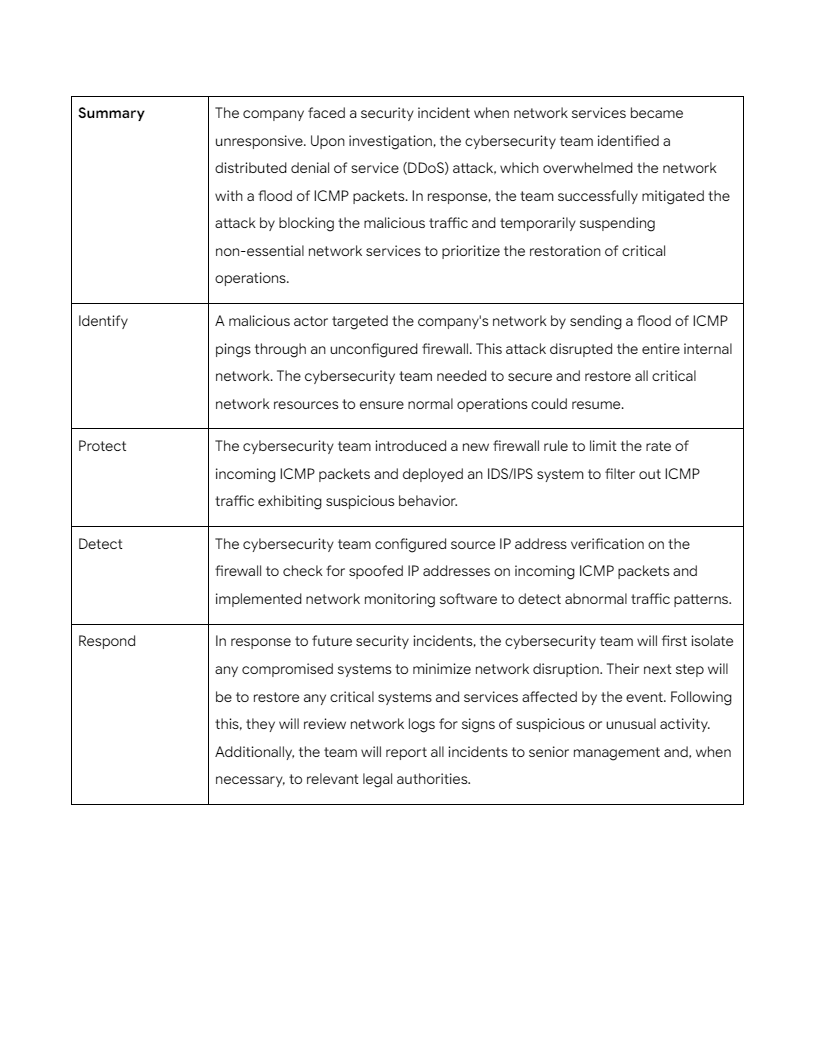 Summary
The company faced a security incident when network services became
unresponsive. Upon investigation, the cybersecurity team identified a
distributed denial of service (DDoS) attack, which overwhelmed the network
with a flood of ICMP packets. In response, the team successfully mitigated the
attack by blocking the malicious traffic and temporarily suspending
non-essential network services to prioritize the restoration of critical
operations.
Identify
A malicious actor targeted the company's network by sending a flood of ICMP
pings through an unconfigured firewall. This attack disrupted the entire internal
network. The cybersecurity team needed to secure and restore all critical
network resources to ensure normal operations could resume.
Protect
The cybersecurity team introduced a new firewall rule to limit the rate of
incoming ICMP packets and deployed an IDS/IPS system to filter out ICMP
traffic exhibiting suspicious behavior.
Detect
The cybersecurity team configured source IP address verification on the
firewall to check for spoofed IP addresses on incoming ICMP packets and
implemented network monitoring software to detect abnormal traffic patterns.
Respond
In response to future security incidents, the cybersecurity team will first isolate
any compromised systems to minimize network disruption. Their next step will
be to restore any critical systems and services affected by the event. Following
this, they will review network logs for signs of suspicious or unusual activity.
Additionally, the team will report all incidents to senior management and, when
necessary, to relevant legal authorities.